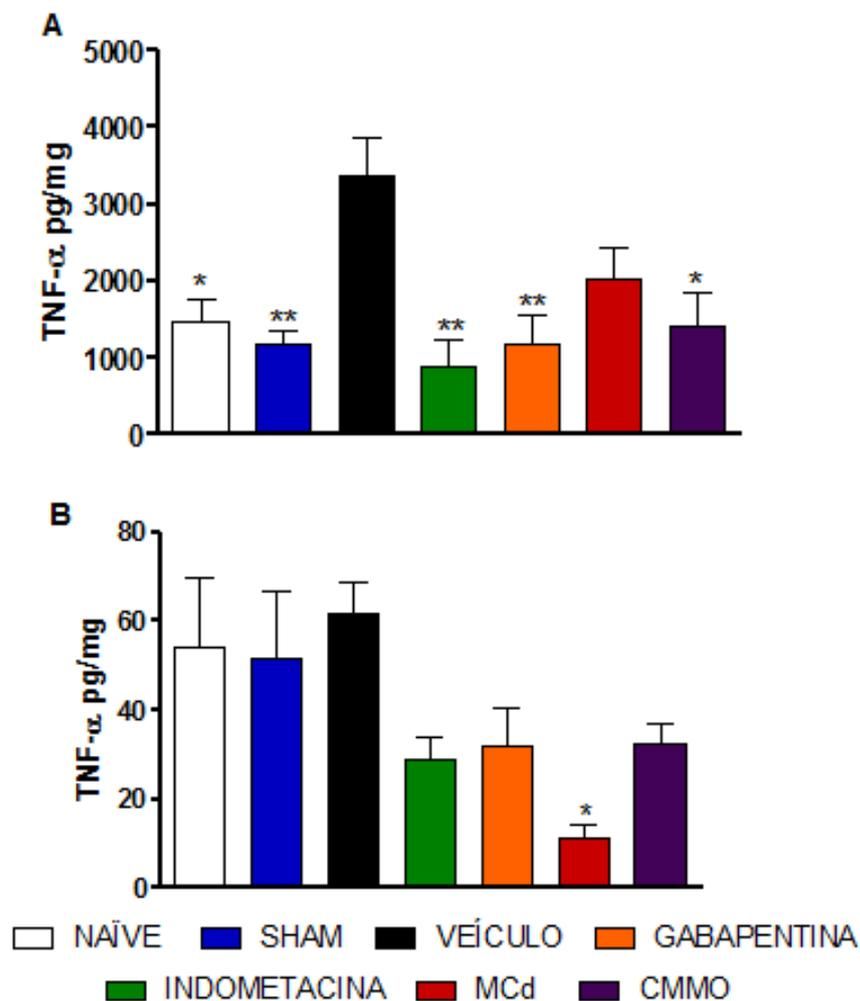 A
TNF-α pg/mg
5000
4000
3000
2000
1000
0
*
**
**
**
*
B
TNF-α pg/mg
80
60
40
20
0
*
NAÏVE SHAM VEÍCULO GABAPENTINA
INDOMETACINA MCd CMMO